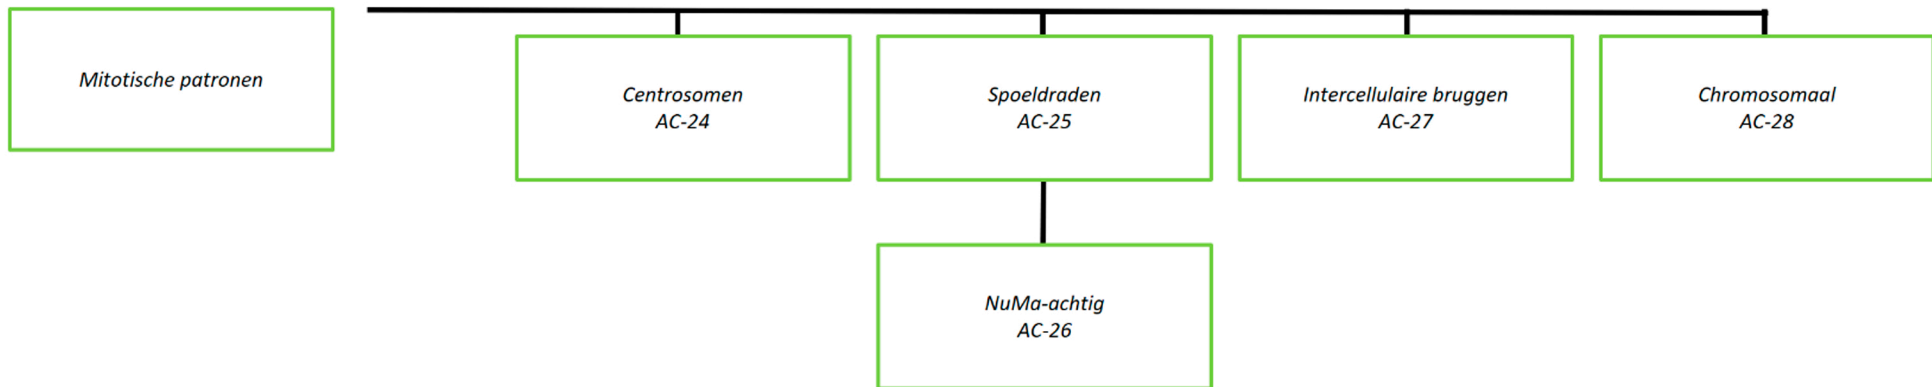 Mitotische patronen
Centrosomen
AC-24
Spoeldraden
AC-25
Intercellulaire bruggen
AC-27
Chromosomaal
AC-28
NuMa-achtig
AC-26